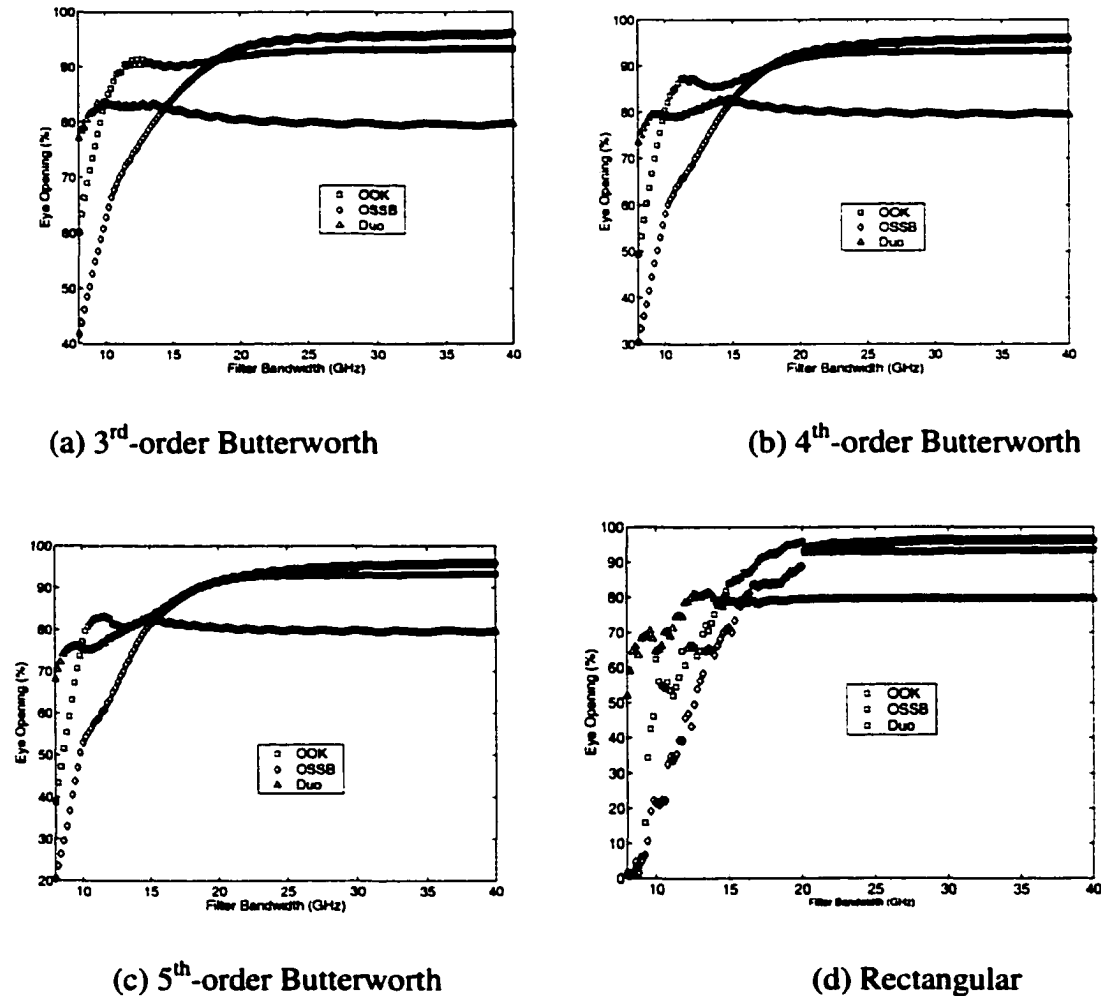 100
90
80
70
60
50
40
Eye Opening (%)
10 15 20 25 30 35 40
Filter Bandwidth (GHz)
OOK
OSSB
Duo
(a) 3rd-order Butterworth
100
90
80
70
60
50
40
30
Eye Opening (%)
10 15 20 25 30 35 40
Filter Bandwidth (GHz)
OOK
OSSB
Duo
(b) 4th-order Butterworth
100
90
80
70
60
50
40
30
20
Eye Opening (%)
10 15 20 25 30 35 40
Filter Bandwidth (GHz)
OOK
OSSB
Duo
(c) 5th-order Butterworth
100
90
80
70
60
50
40
30
20
10
0
Eye Opening (%)
10 15 20 25 30 35 40
Filter Bandwidth (GHz)
OOK
OSSB
Duo
(d) Rectangular